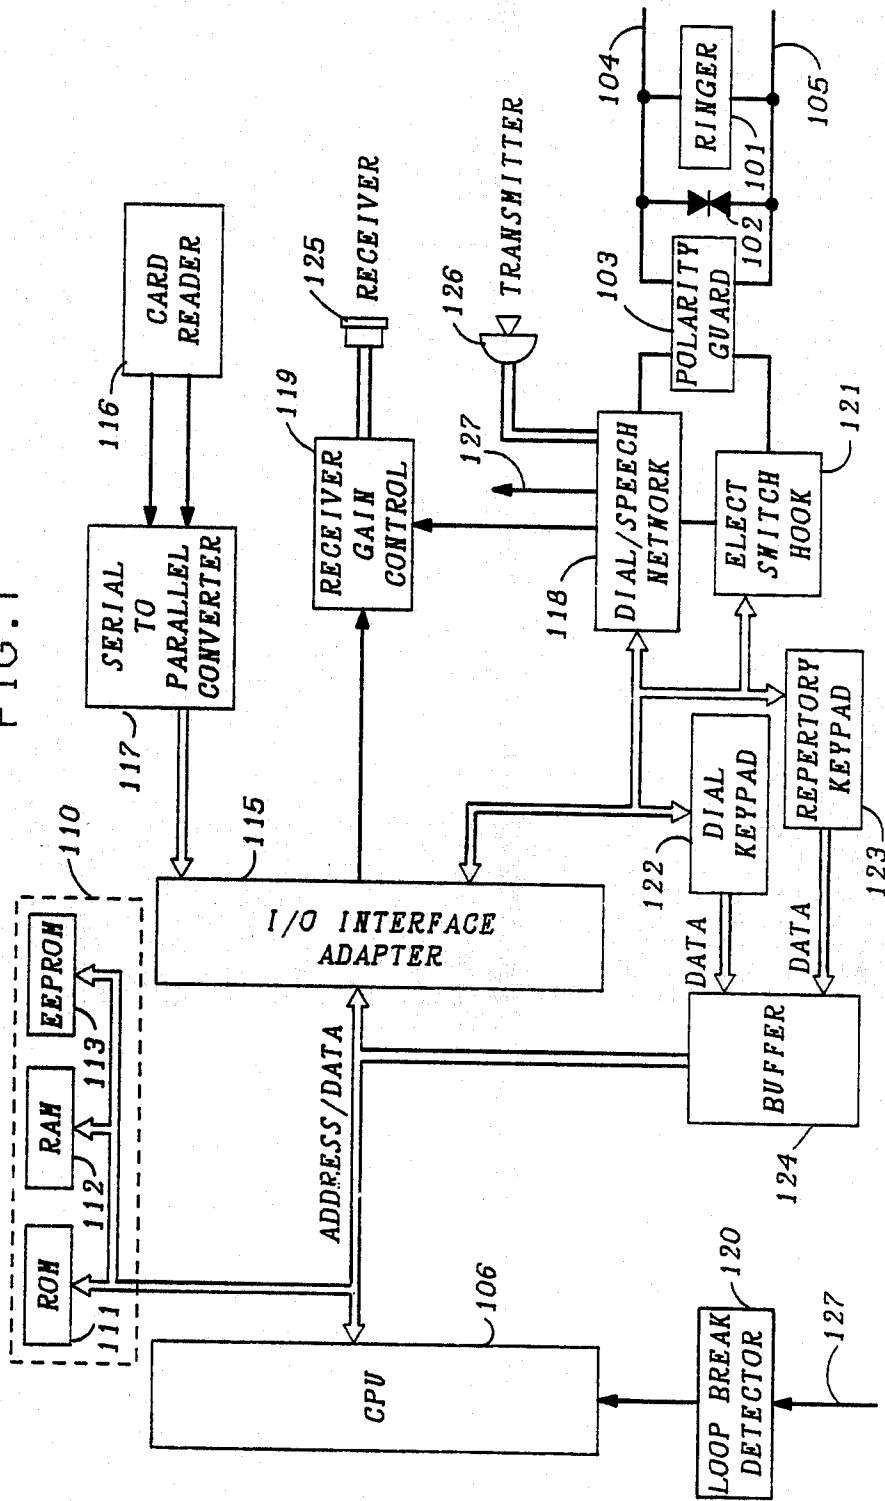 FIG.1
110
ROM
111
RAM
112
EEPROM
113
CPU
106
ADDRESS/DATA
I/O INTERFACE
ADAPTER
115
SERIAL
TO
PARALLEL
CONVERTER
117
CARD
READER
116
RECEIVER
GAIN
CONTROL
119
125
RECEIVER
126
TRANSMITTER
127
DIAL/SPEECH
NETWORK
118
POLARITY
GUARD
103
102
RINGER
101
104
105
ELECT
SWITCH
HOOK
121
DIAL
KEYPAD
122
REPERTORY
KEYPAD
123
DATA
DATA
BUFFER
124
LOOP BREAK
DETECTOR
120
127